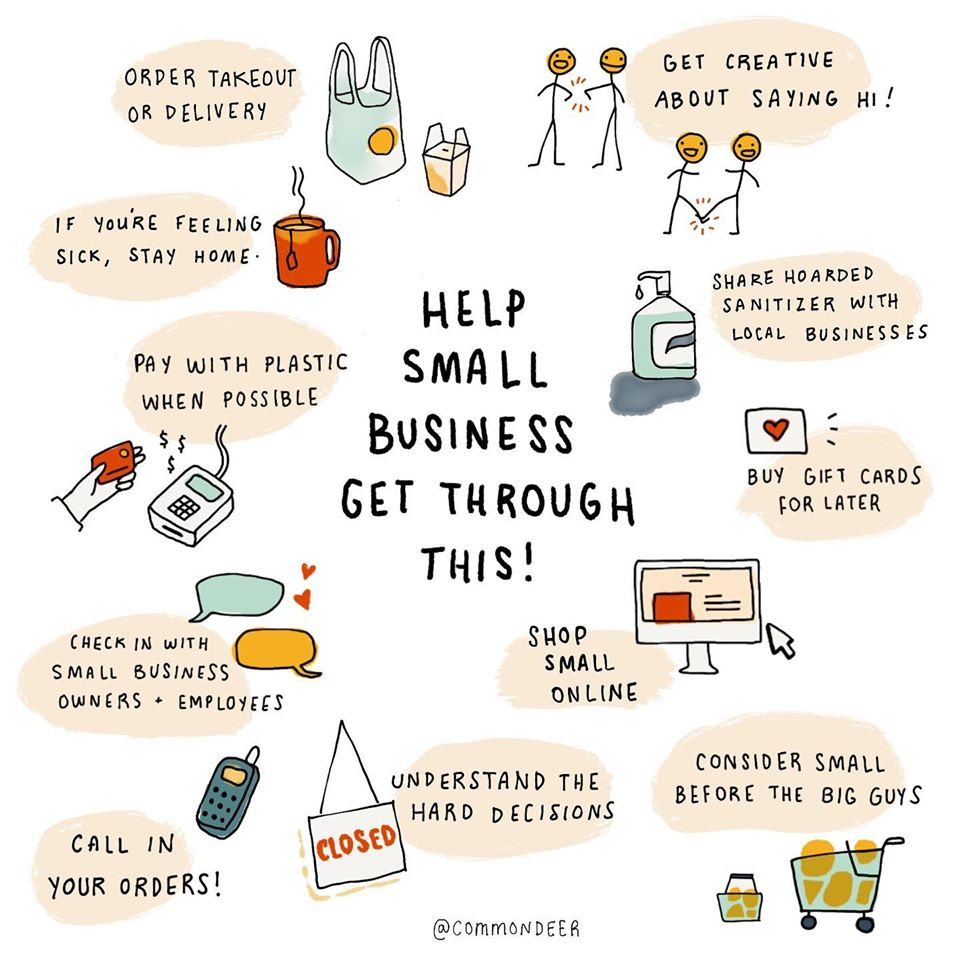 ORDER TAKEOUT
OR DELIVERY
GET CREATIVE
ABOUT SAYING HI!
IF YOU'RE FEELING
SICK, STAY HOME.
SHARE HOARDED
SANITIZER WITH
LOCAL BUSINESSES
HELP
SMALL
BUSINESS
GET THROUGH
THIS!
PAY WITH PLASTIC
WHEN POSSIBLE
$ $
$
BUY GIFT CARDS
FOR LATER
CHECK IN WITH
SMALL BUSINESS
OWNERS + EMPLOYEES
SHOP
SMALL
ONLINE
UNDERSTAND THE
HARD DECISIONS
CLOSED
CONSIDER SMALL
BEFORE THE BIG GUYS
CALL IN
YOUR ORDERS!
@COMMONDEER